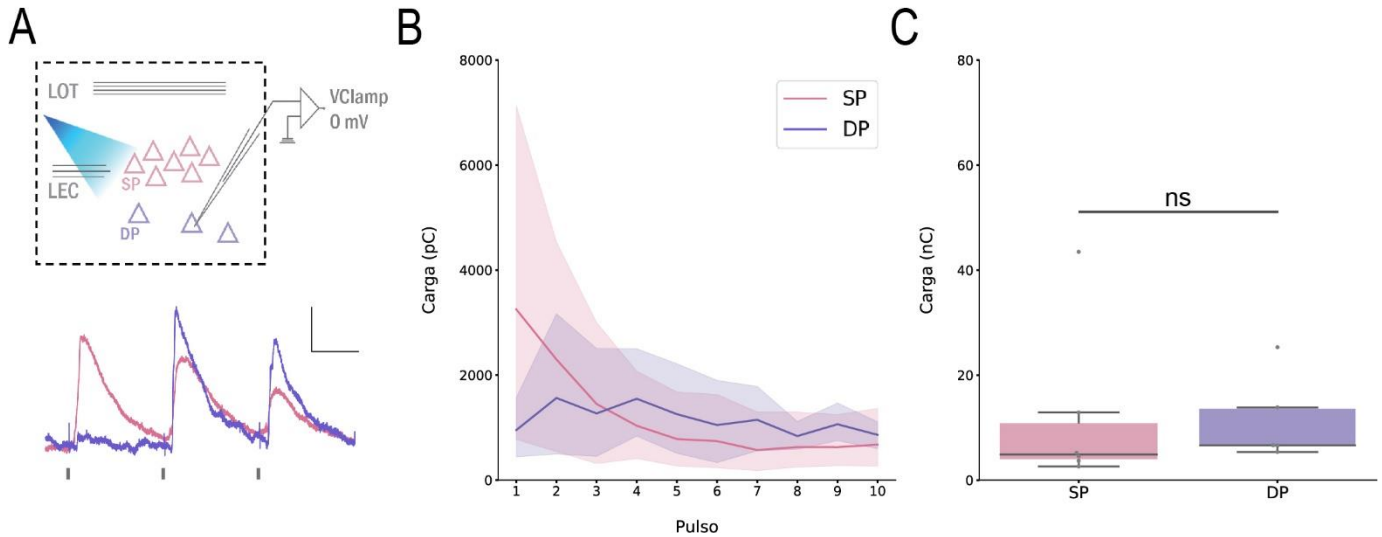 A
LOT
LEC
SP
DP
VClamp
0 mV
B
Carga (pC)
8000
6000
4000
2000
0
SP
DP
1 2 3 4 5 6 7 8 9 10
Pulso
C
Carga (nC)
80
60
40
20
0
ns
SP DP